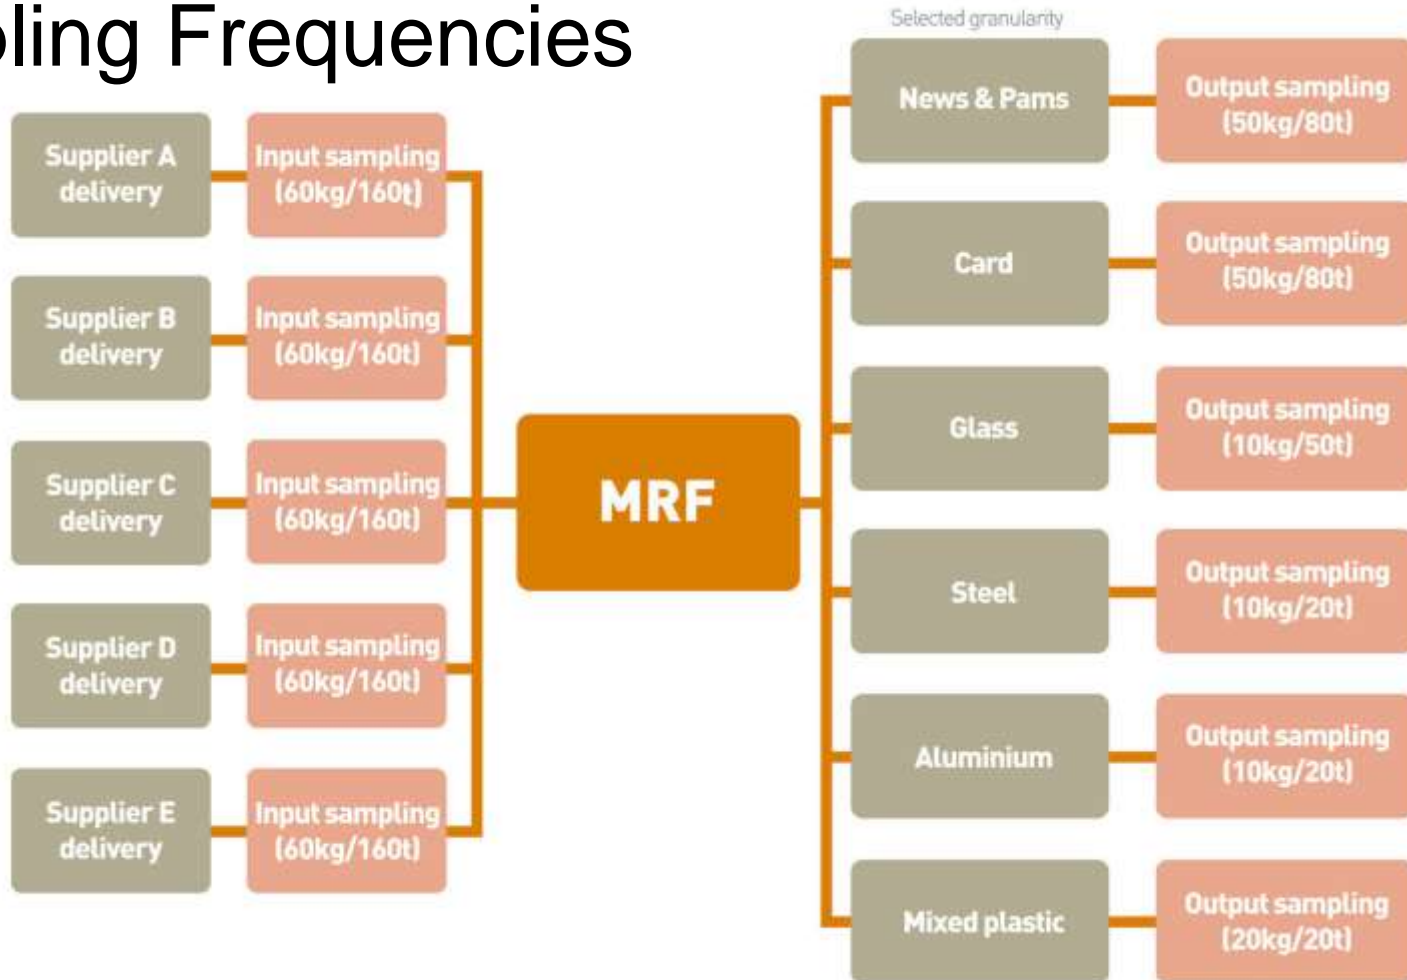 pling Frequencies
Supplier A
delivery
Input sampling
(60kg/160t)
Supplier B
delivery
Input sampling
(60kg/160t)
Supplier C
delivery
Input sampling
(60kg/160t)
Supplier D
delivery
Input sampling
(60kg/160t)
Supplier E
delivery
Input sampling
(60kg/160t)
MRF
Selected granularity
News & Pams
Output sampling
(50kg/80t)
Card
Output sampling
(50kg/80t)
Glass
Output sampling
(10kg/50t)
Steel
Output sampling
(10kg/20t)
Aluminium
Output sampling
(10kg/20t)
Mixed plastic
Output sampling
(20kg/20t)